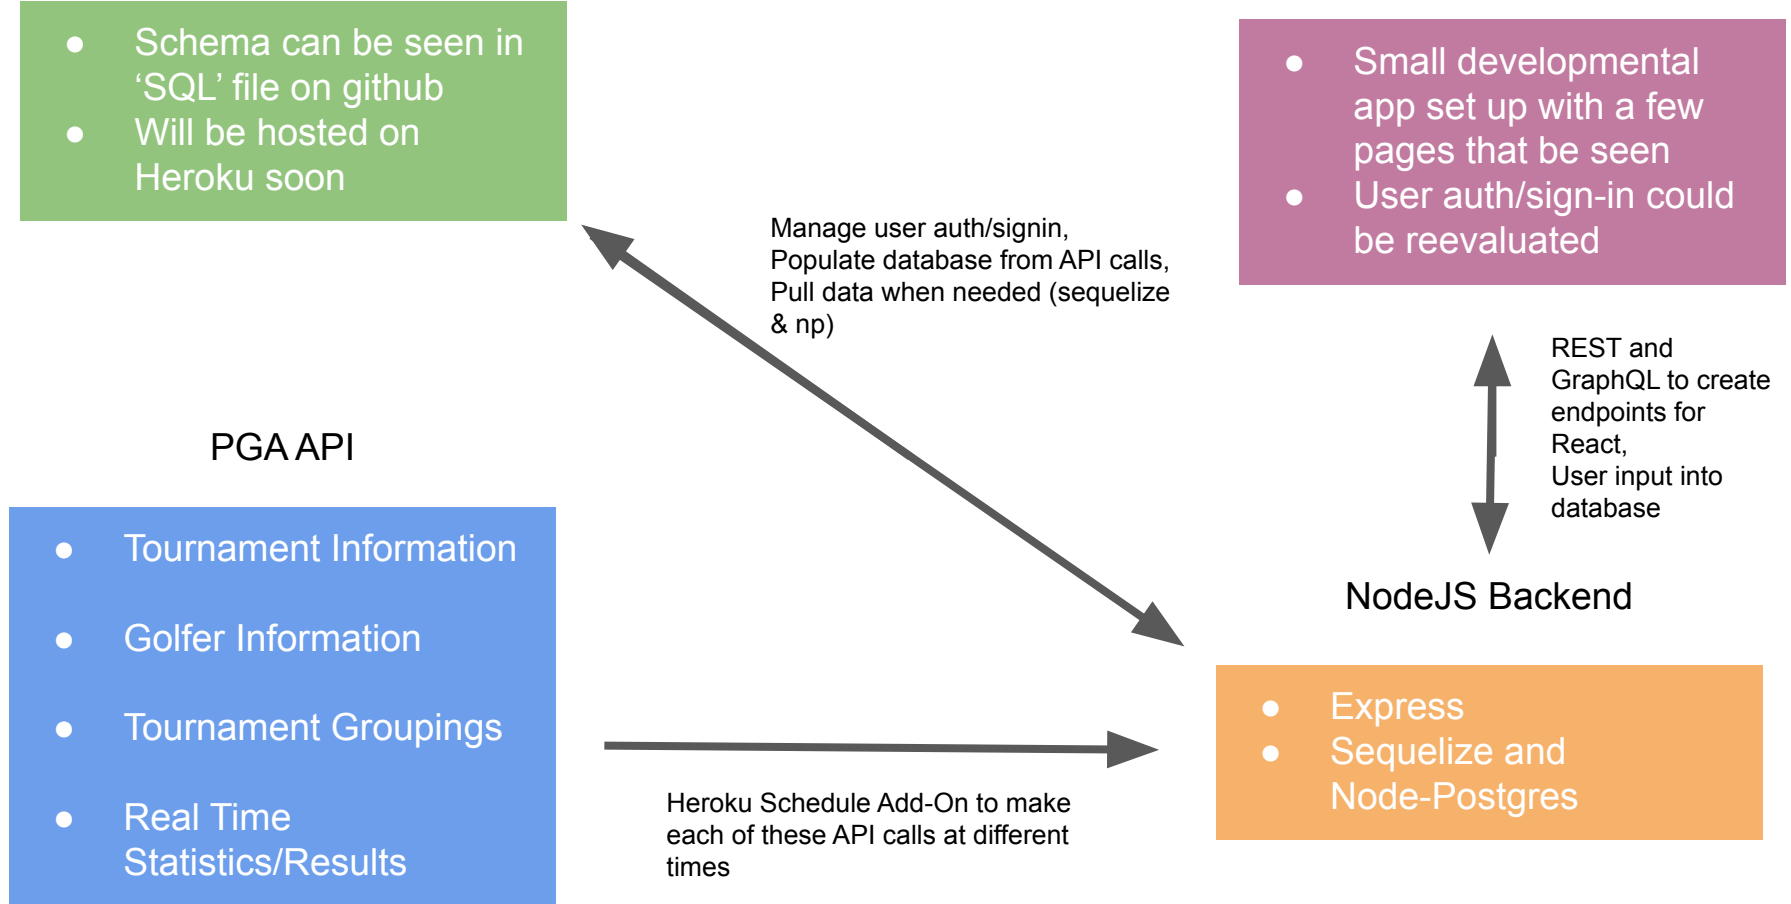 ● Schema can be seen in
‘SQL’ file on github
● Will be hosted on
Heroku soon
● Small developmental
app set up with a few
pages that be seen
● User auth/sign-in could
be reevaluated
Manage user auth/signin,
Populate database from API calls,
Pull data when needed (sequelize
& np)
REST and
GraphQL to create
endpoints for
React,
User input into
database
PGA API
● Tournament Information
● Golfer Information
● Tournament Groupings
● Real Time
Statistics/Results
Heroku Schedule Add-On to make
each of these API calls at different
times
NodeJS Backend
● Express
● Sequelize and
Node-Postgres